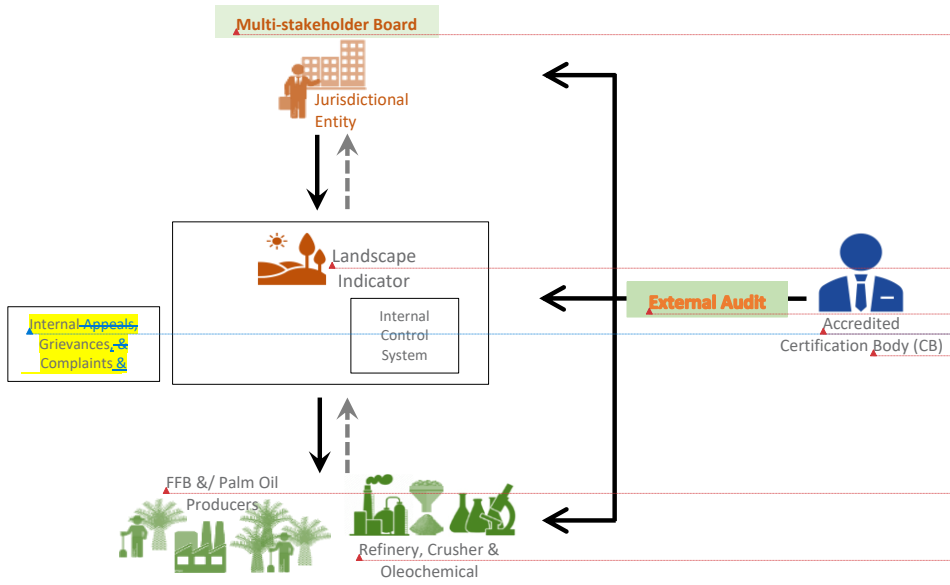 Multi-stakeholder Board
Jurisdictional
Entity
Landscape
Indicator
Internal
Control
System
Internal Appeals,
Grievances, &
Complaints &
External Audit
Accredited
Certification Body (CB)
FFB &/ Palm Oil
Producers
Refinery, Crusher &
Oleochemical